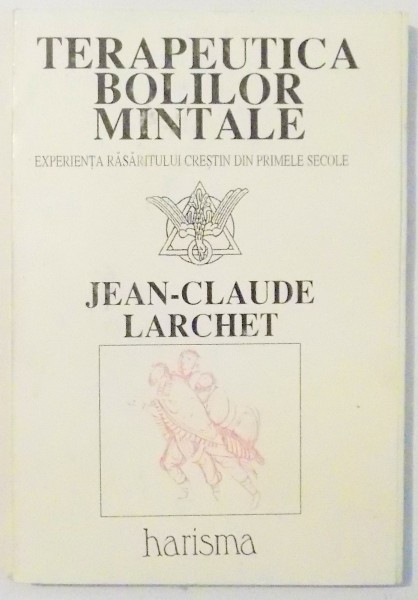 TERAPEUTICA
BOLILOR
MINTALE
EXPERIENȚA RĂSĂRITULUI CREȘTIN DIN PRIMELE SECOLE
JEAN-CLAUDE
LARCHET
harisma